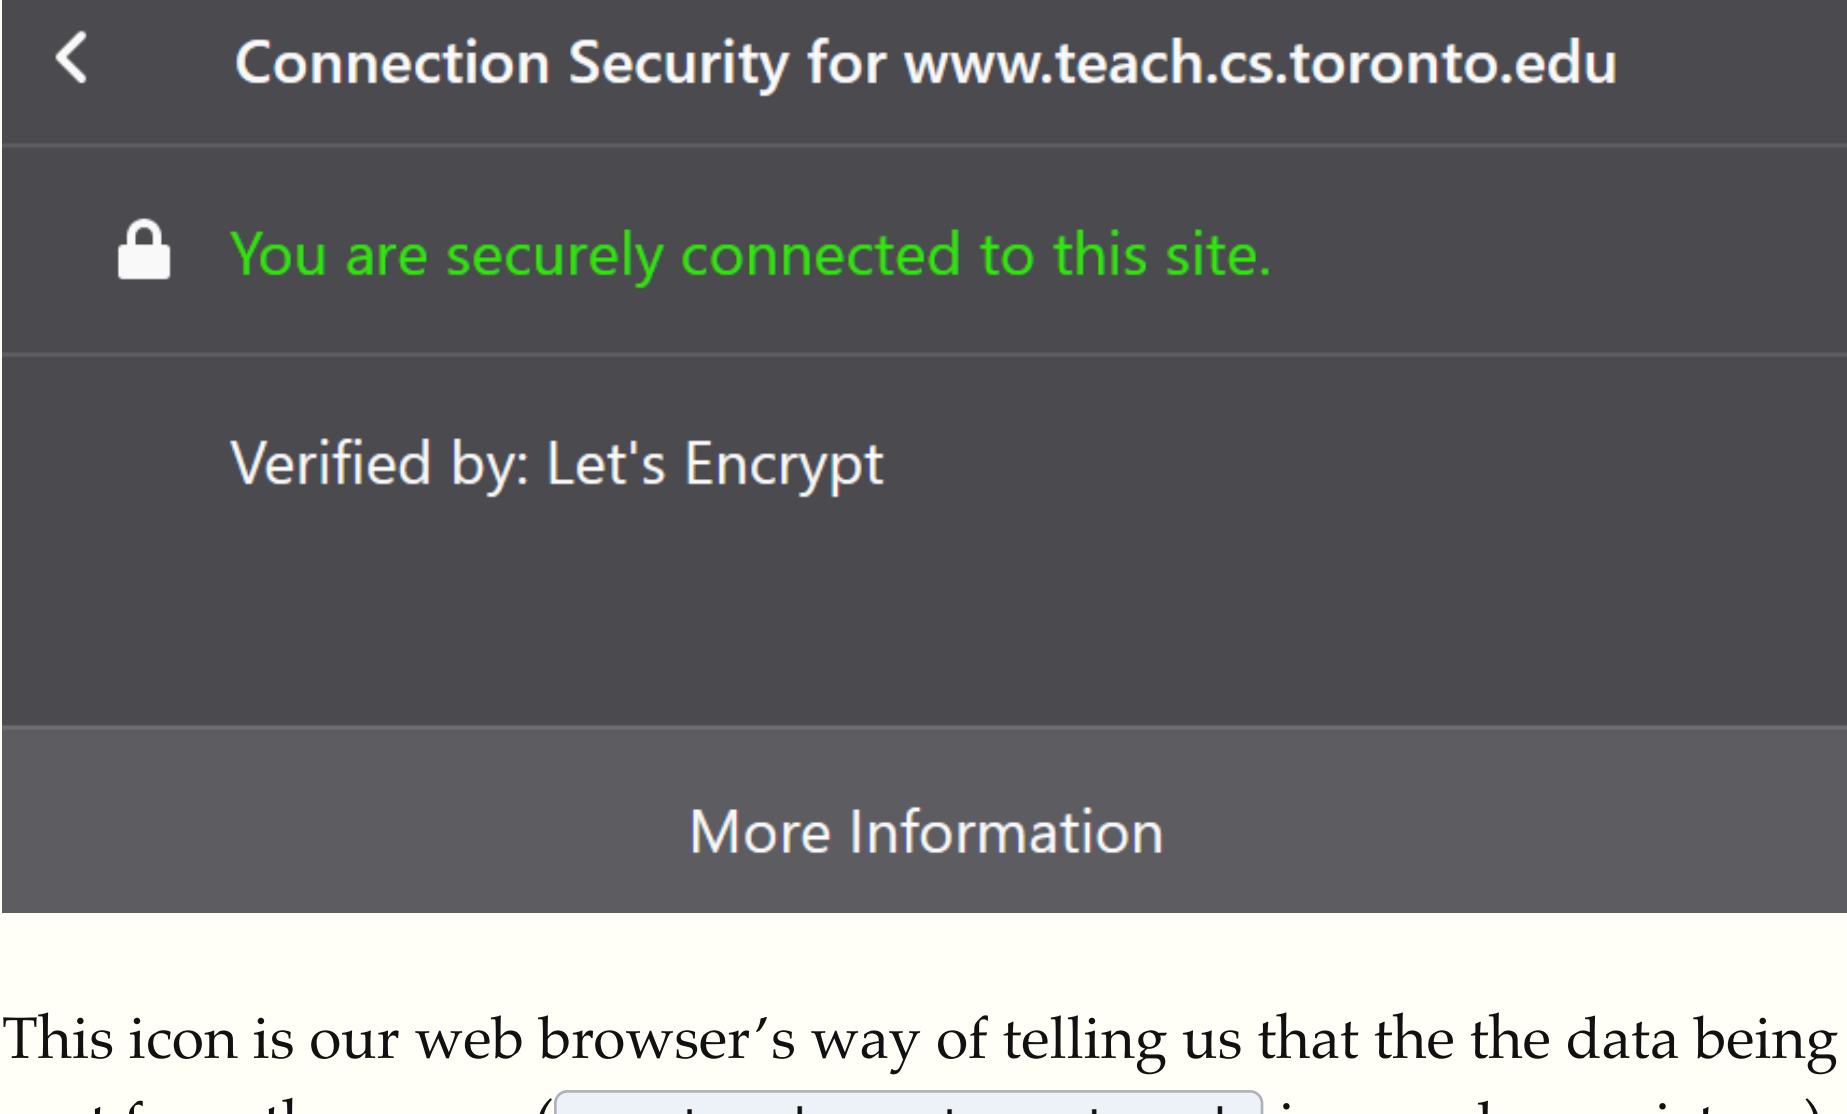 Connection Security for www.teach.cs.toronto.edu
You are securely connected to this site.
Verified by: Let's Encrypt
More Information
This icon is our web browser’s way of telling us that the the data being